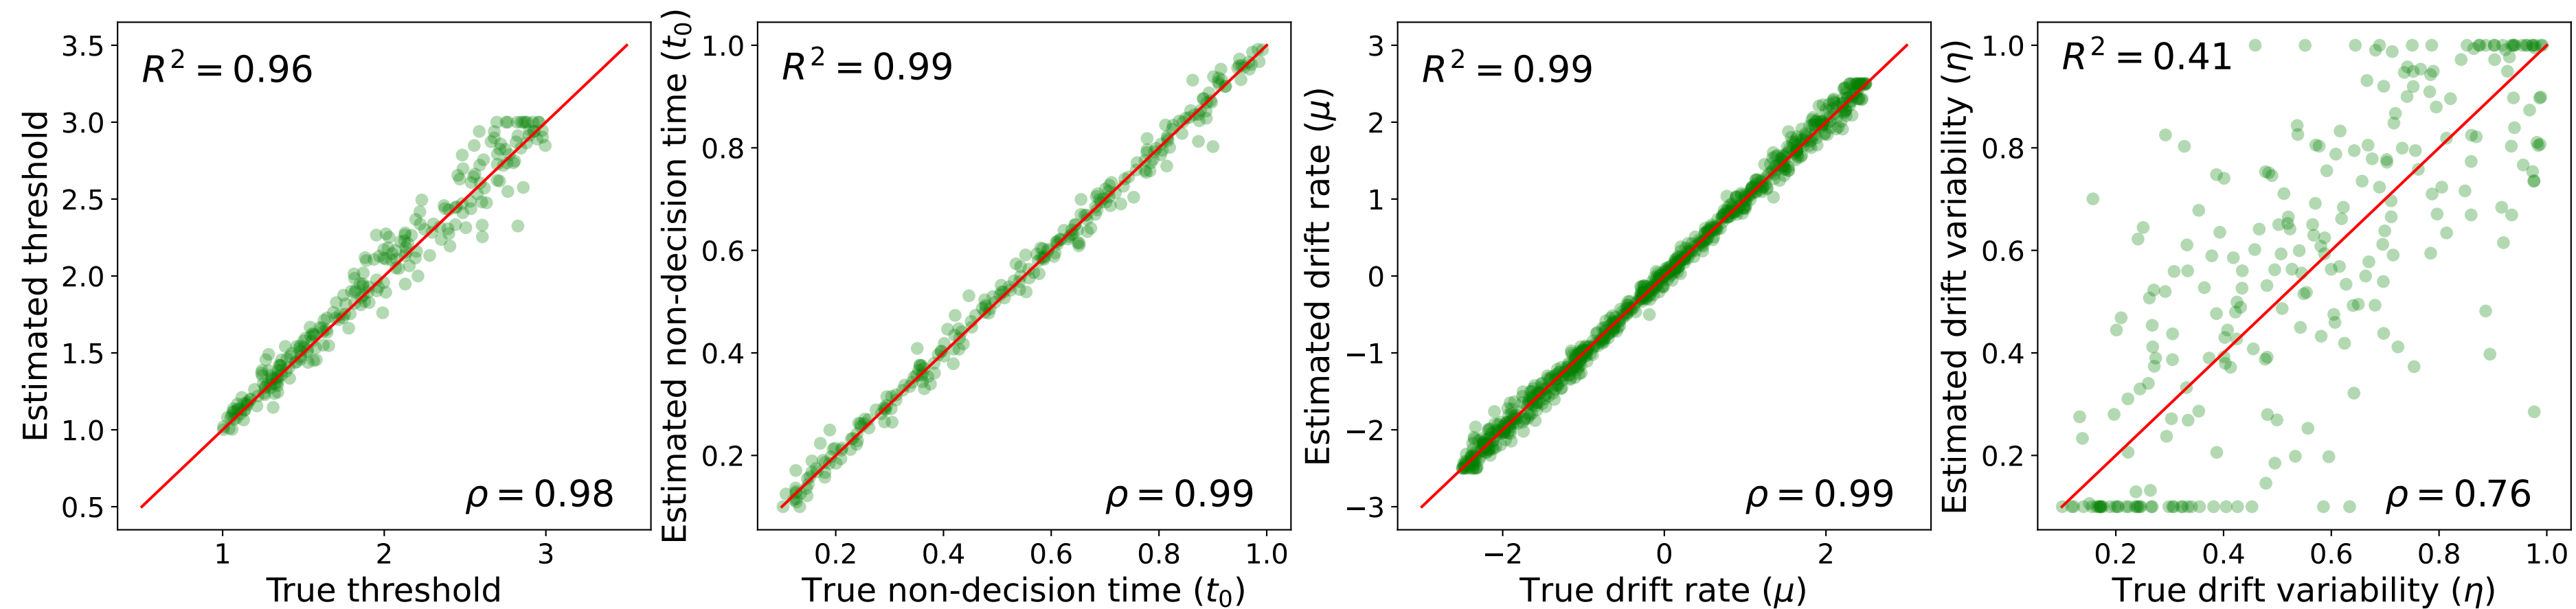 Estimated threshold
3.5
3.0
2.5
2.0
1.5
1.0
0.5
R² = 0.96
ρ = 0.98
1 2 3
True threshold
Estimated non-decision time (t₀)
1.0
0.8
0.6
0.4
0.2
R² = 0.99
ρ = 0.99
0.2 0.4 0.6 0.8 1.0
True non-decision time (t₀)
Estimated drift rate (μ)
3
2
1
0
−1
−2
−3
R² = 0.99
ρ = 0.99
−2 0 2
True drift rate (μ)
Estimated drift variability (η)
1.0
0.8
0.6
0.4
0.2
R² = 0.41
ρ = 0.76
0.2 0.4 0.6 0.8 1.0
True drift variability (η)